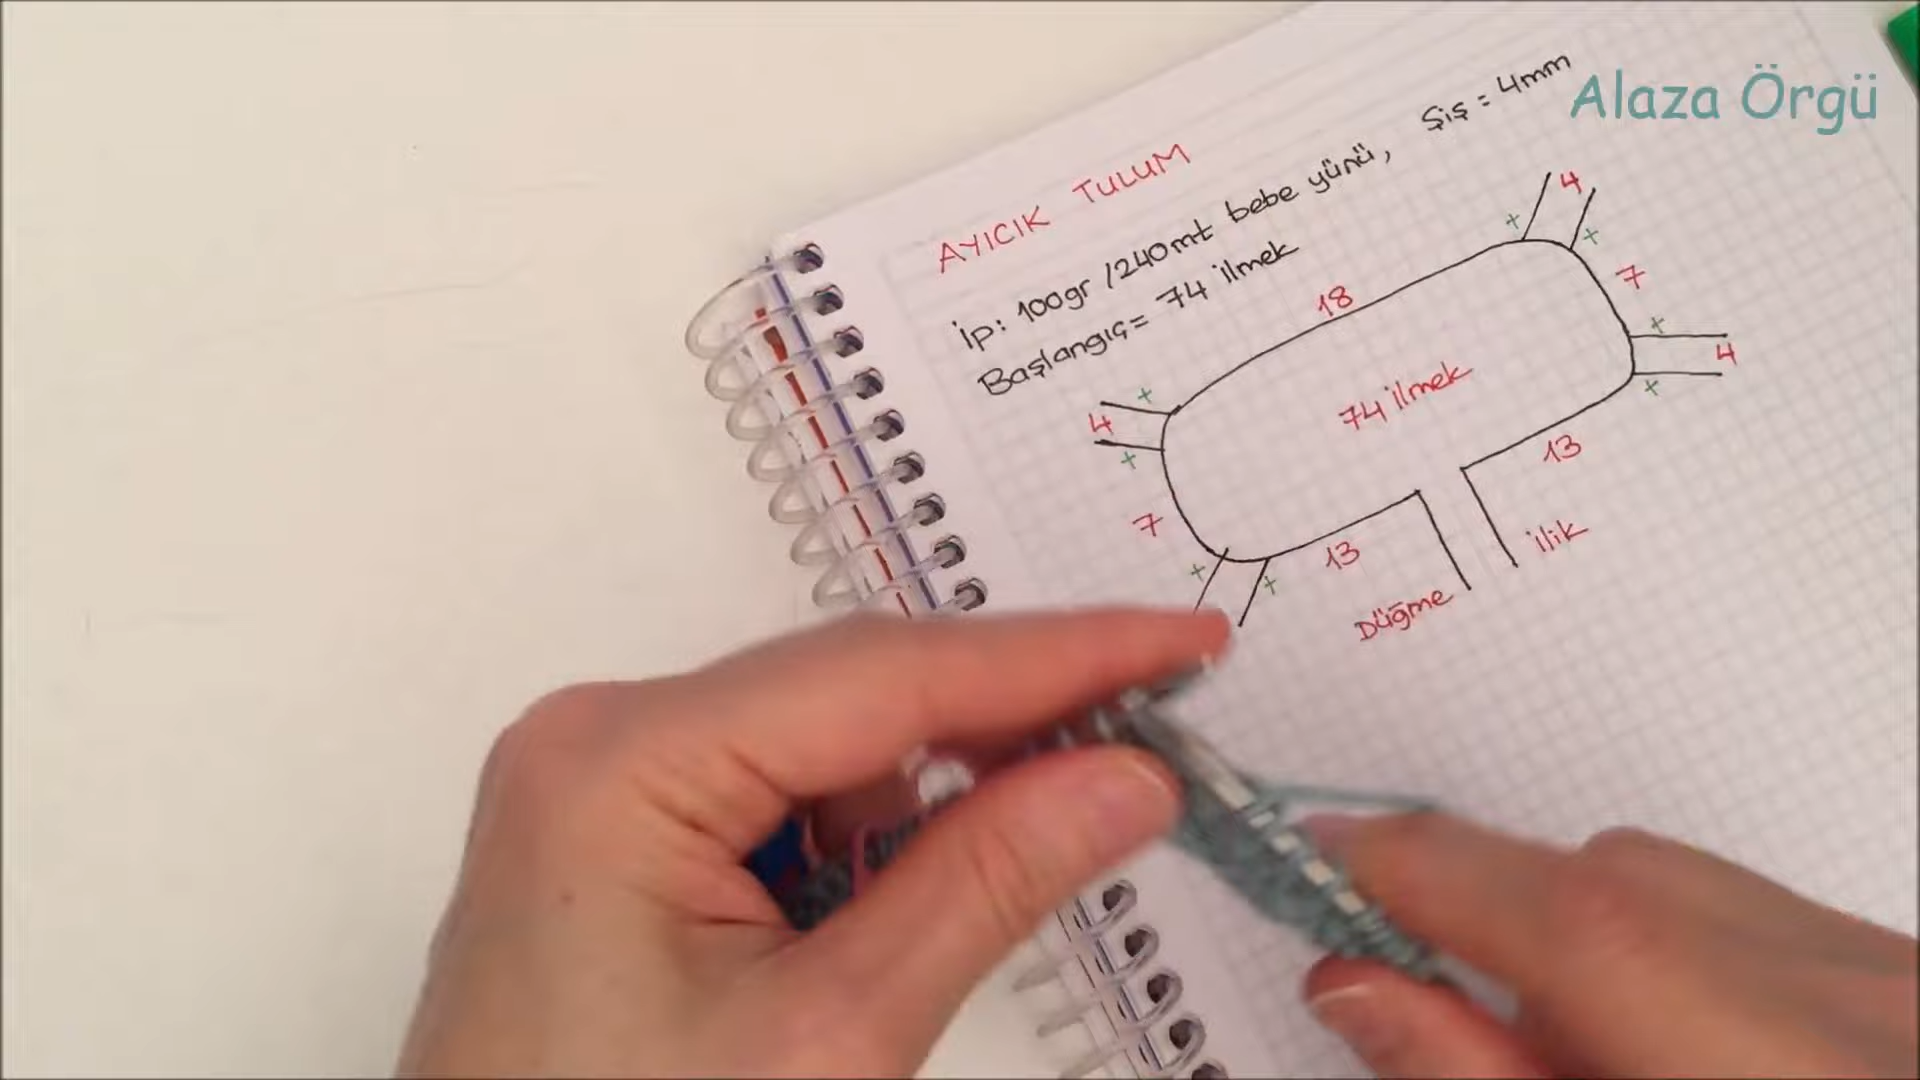 Alaza Örgü
AYICIK TULUM
İp: 100gr /240mt bebe yünü, Şiş = 4mm
Başlangıç = 74 ilmek
4
7
18
4
4
74 ilmek
13
7
13
ilik
Düğme